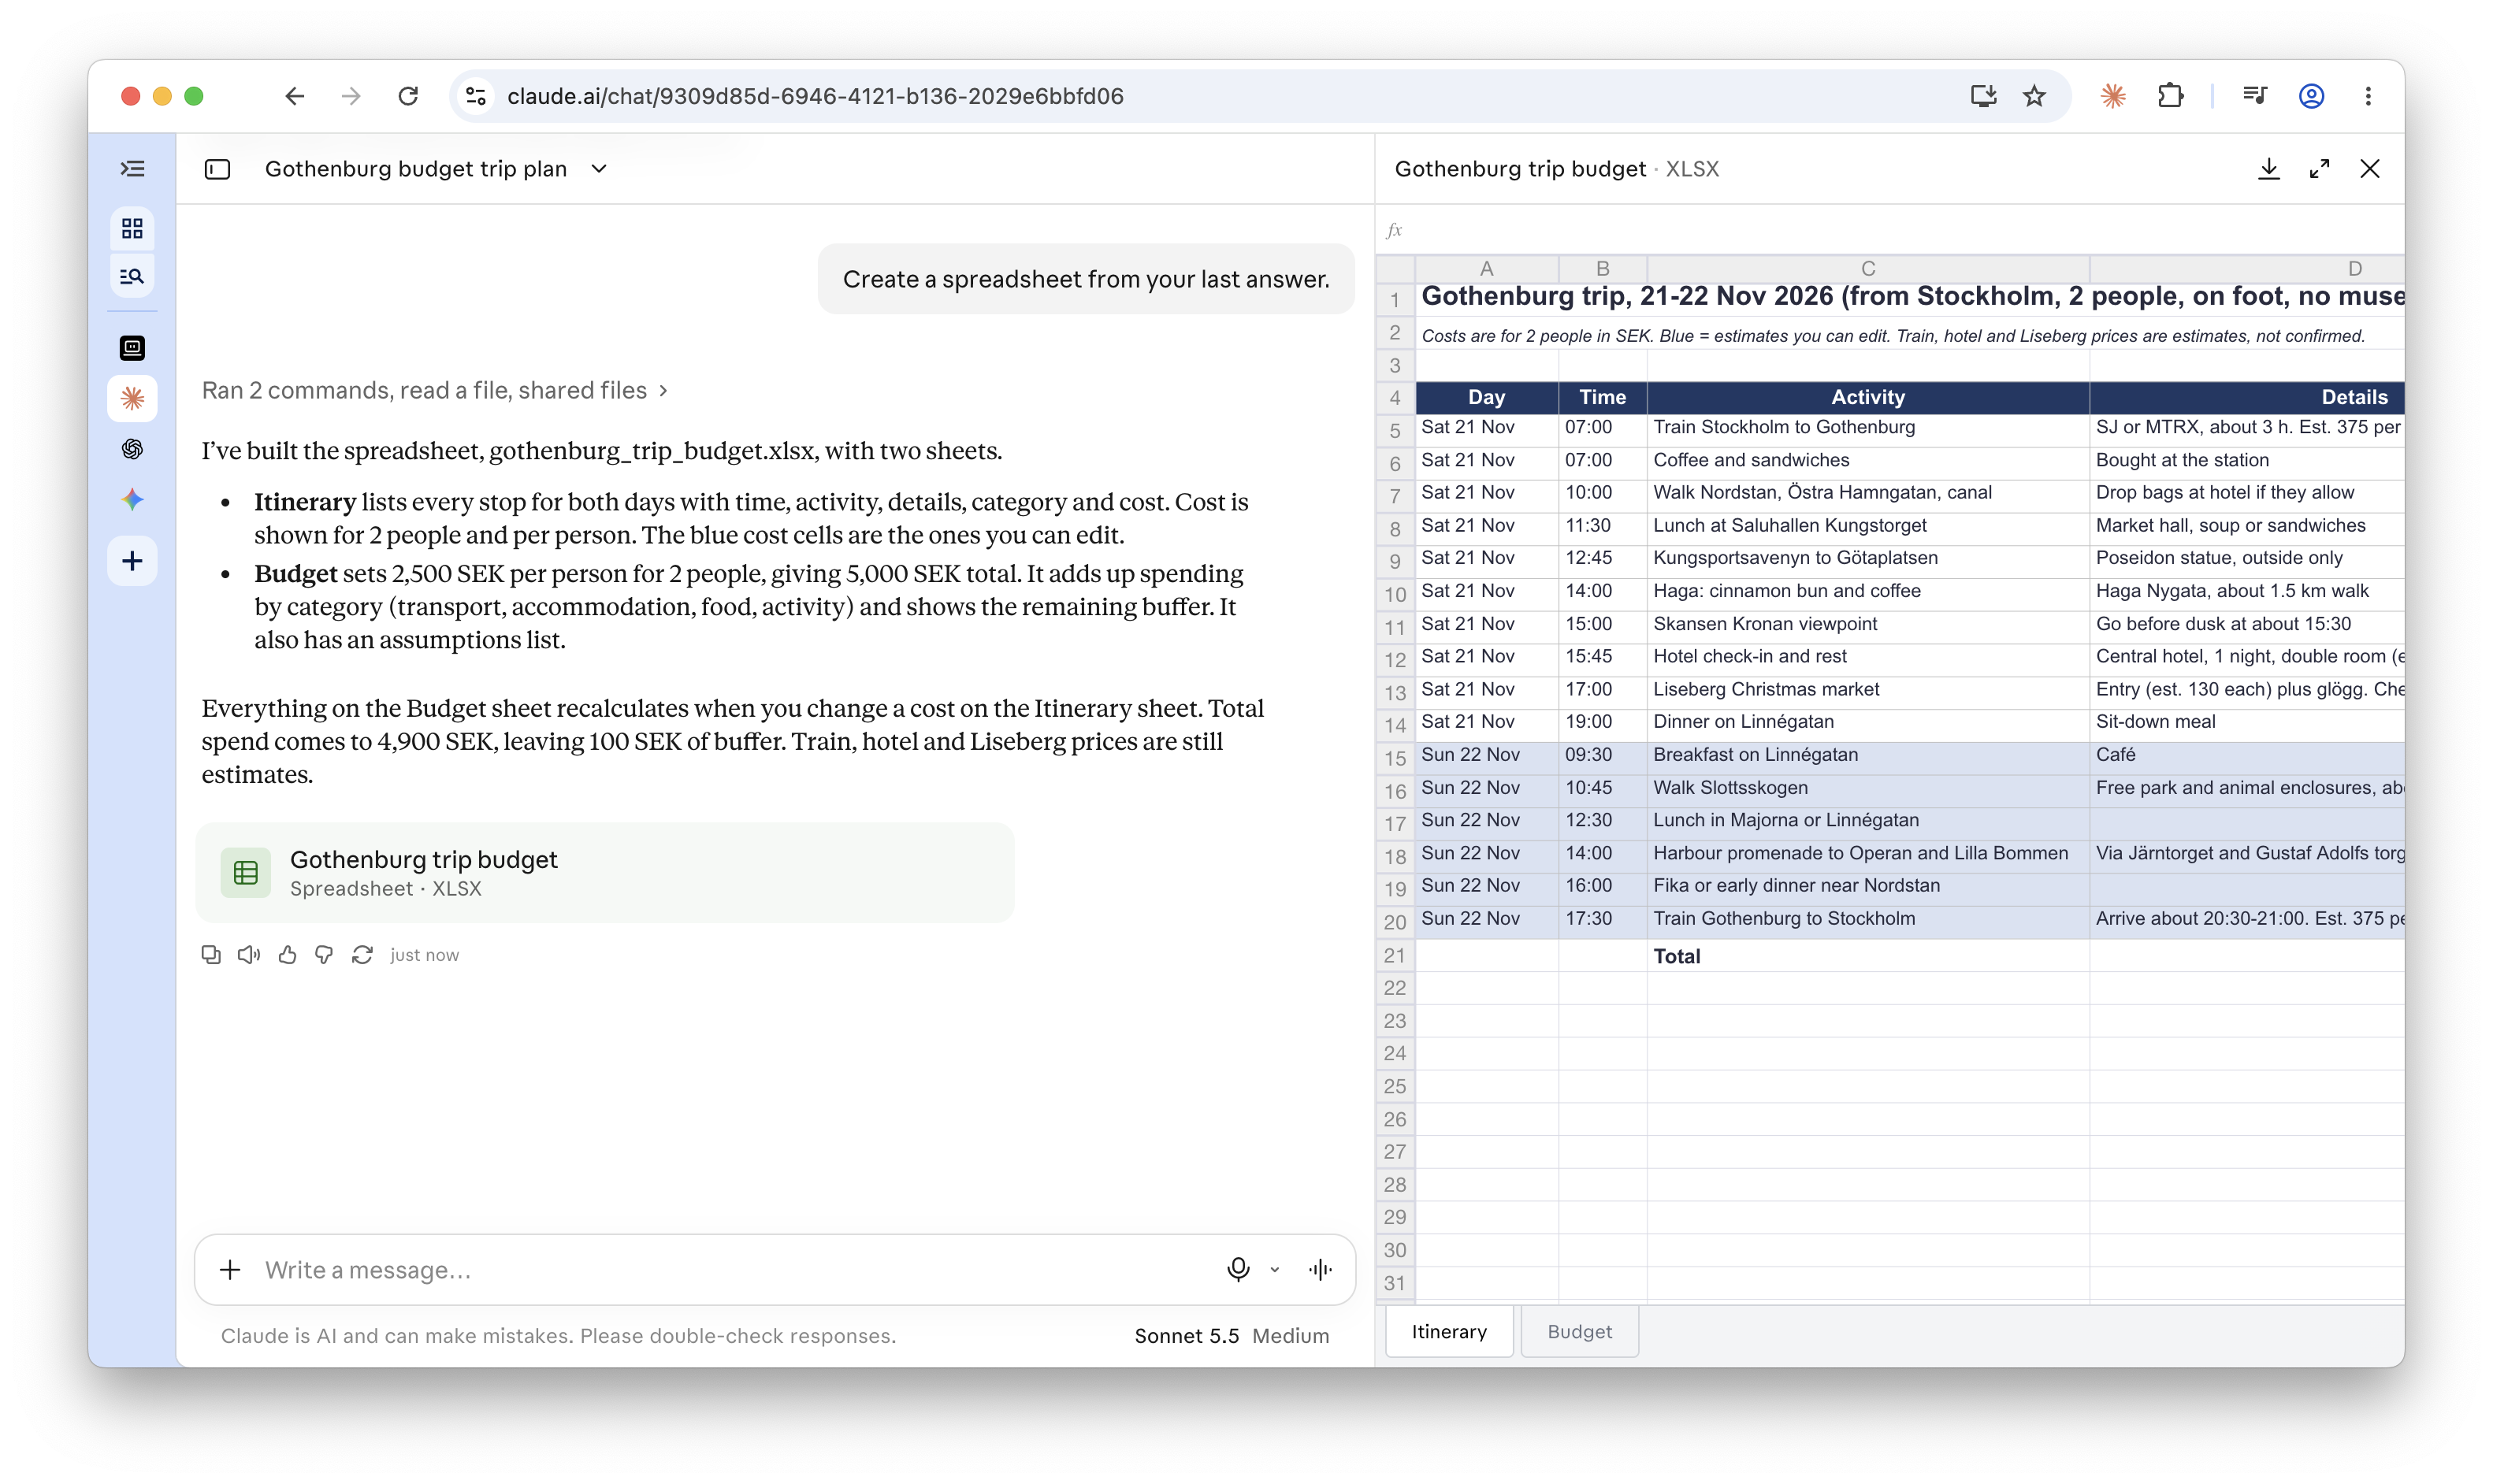 claude.ai/chat/9309d85d-6946-4121-b136-2029e6bbfd06
Gothenburg budget trip plan
Create a spreadsheet from your last answer.
Ran 2 commands, read a file, shared files
I’ve built the spreadsheet, gothenburg_trip_budget.xlsx, with two sheets.
• Itinerary lists every stop for both days with time, activity, details, category and cost. Cost is
shown for 2 people and per person. The blue cost cells are the ones you can edit.
• Budget sets 2,500 SEK per person for 2 people, giving 5,000 SEK total. It adds up spending
by category (transport, accommodation, food, activity) and shows the remaining buffer. It
also has an assumptions list.
Everything on the Budget sheet recalculates when you change a cost on the Itinerary sheet. Total
spend comes to 4,900 SEK, leaving 100 SEK of buffer. Train, hotel and Liseberg prices are still
estimates.
Gothenburg trip budget
Spreadsheet · XLSX
just now
Write a message...
Claude is AI and can make mistakes. Please double-check responses.
Sonnet 5.5 Medium
Gothenburg trip budget · XLSX
fx
A B C D
1 Gothenburg trip, 21-22 Nov 2026 (from Stockholm, 2 people, on foot, no muse
2 Costs are for 2 people in SEK. Blue = estimates you can edit. Train, hotel and Liseberg prices are estimates, not confirmed.
3
4 Day Time Activity Details
5 Sat 21 Nov 07:00 Train Stockholm to Gothenburg SJ or MTRX, about 3 h. Est. 375 per
6 Sat 21 Nov 07:00 Coffee and sandwiches Bought at the station
7 Sat 21 Nov 10:00 Walk Nordstan, Östra Hamngatan, canal Drop bags at hotel if they allow
8 Sat 21 Nov 11:30 Lunch at Saluhallen Kungstorget Market hall, soup or sandwiches
9 Sat 21 Nov 12:45 Kungsportsavenyn to Götaplatsen Poseidon statue, outside only
10 Sat 21 Nov 14:00 Haga: cinnamon bun and coffee Haga Nygata, about 1.5 km walk
11 Sat 21 Nov 15:00 Skansen Kronan viewpoint Go before dusk at about 15:30
12 Sat 21 Nov 15:45 Hotel check-in and rest Central hotel, 1 night, double room (e
13 Sat 21 Nov 17:00 Liseberg Christmas market Entry (est. 130 each) plus glögg. Che
14 Sat 21 Nov 19:00 Dinner on Linnégatan Sit-down meal
15 Sun 22 Nov 09:30 Breakfast on Linnégatan Café
16 Sun 22 Nov 10:45 Walk Slottsskogen Free park and animal enclosures, ab
17 Sun 22 Nov 12:30 Lunch in Majorna or Linnégatan
18 Sun 22 Nov 14:00 Harbour promenade to Operan and Lilla Bommen Via Järntorget and Gustaf Adolfs torg
19 Sun 22 Nov 16:00 Fika or early dinner near Nordstan
20 Sun 22 Nov 17:30 Train Gothenburg to Stockholm Arrive about 20:30-21:00. Est. 375 pe
21 Total
22
23
24
25
26
27
28
29
30
31
Itinerary Budget